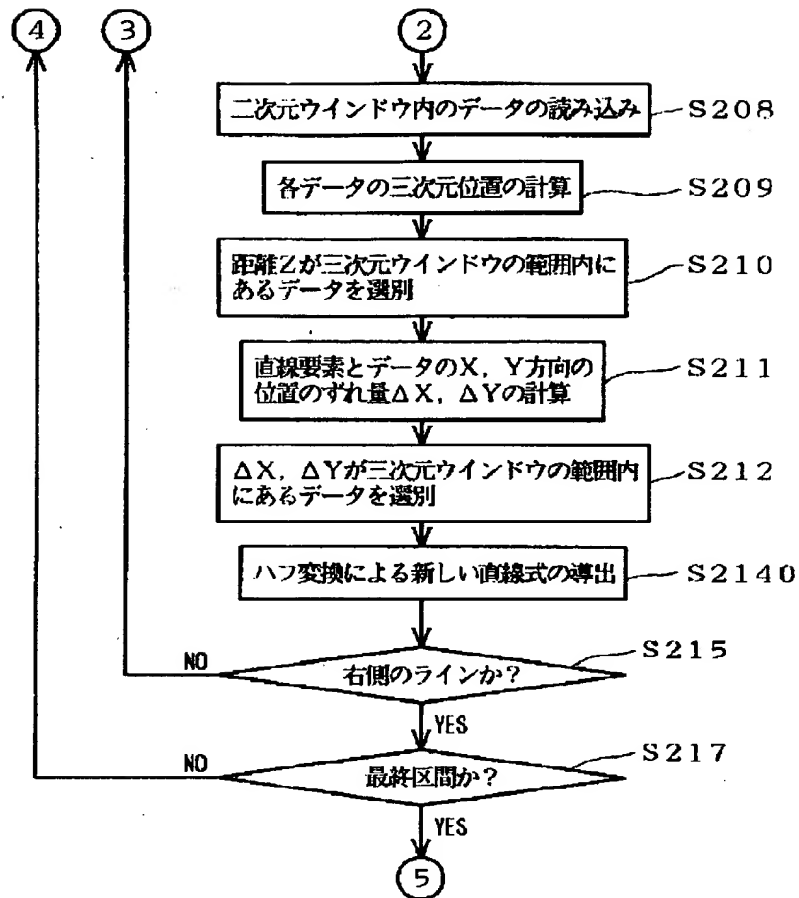 ④ ③ ②
二次元ウインドウ内のデータの読み込み S208
各データの三次元位置の計算 S209
距離Zが三次元ウインドウの範囲内に S210
あるデータを選別
直線要素とデータのX,Y方向の S211
位置のずれ量ΔX,ΔYの計算
ΔX,ΔYが三次元ウインドウの範囲内 S212
にあるデータを選別
ハフ変換による新しい直線式の導出 S2140
右側のラインか? S215
NO
YES
最終区間か? S217
NO
YES
⑤